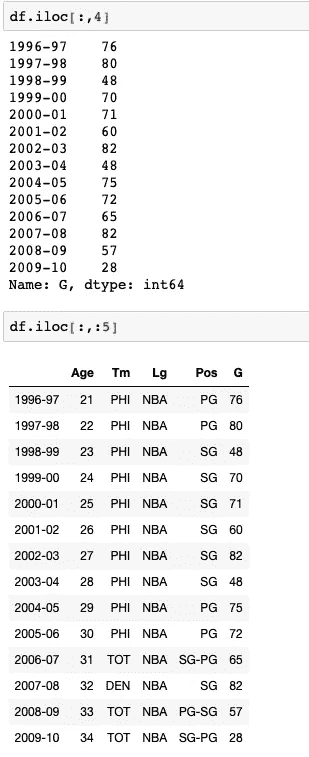 df.iloc[:,4]
1996-97 76
1997-98 80
1998-99 48
1999-00 70
2000-01 71
2001-02 60
2002-03 82
2003-04 48
2004-05 75
2005-06 72
2006-07 65
2007-08 82
2008-09 57
2009-10 28
Name: G, dtype: int64
df.iloc[:,:5]
Age Tm Lg Pos G
1996-97 21 PHI NBA PG 76
1997-98 22 PHI NBA PG 80
1998-99 23 PHI NBA SG 48
1999-00 24 PHI NBA SG 70
2000-01 25 PHI NBA SG 71
2001-02 26 PHI NBA SG 60
2002-03 27 PHI NBA SG 82
2003-04 28 PHI NBA SG 48
2004-05 29 PHI NBA PG 75
2005-06 30 PHI NBA PG 72
2006-07 31 TOT NBA SG-PG 65
2007-08 32 DEN NBA SG 82
2008-09 33 TOT NBA PG-SG 57
2009-10 34 TOT NBA SG-PG 28